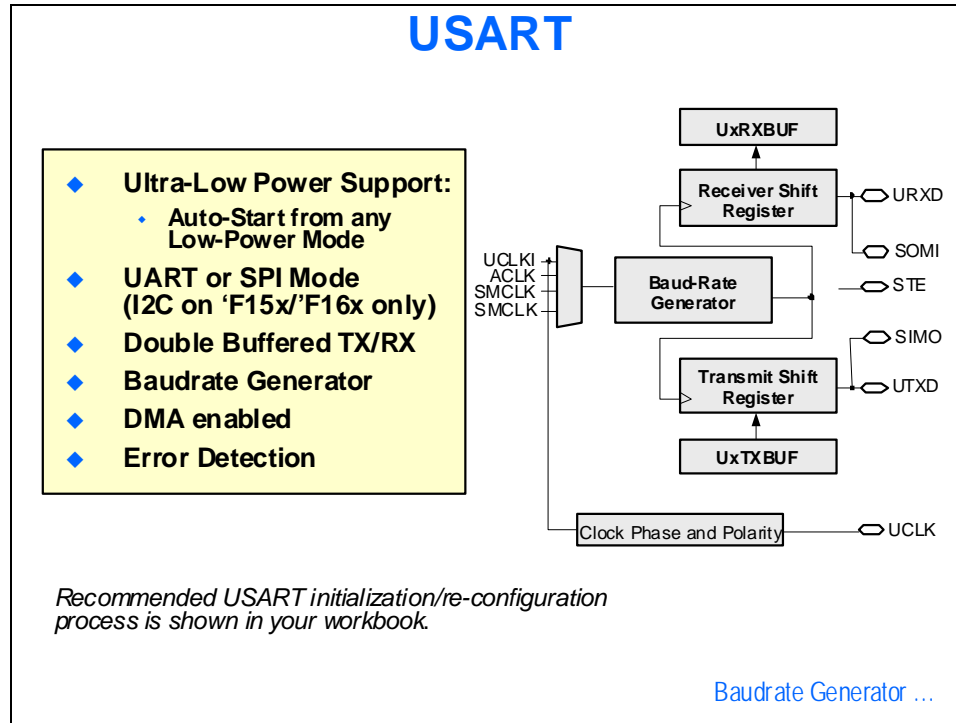 USART
Ultra-Low Power Support:
Auto-Start from any
Low-Power Mode
UART or SPI Mode
(I2C on ‘F15x/’F16x only)
Double Buffered TX/RX
Baudrate Generator
DMA enabled
Error Detection
UxRXBUF
Receiver Shift
Register
URXD
SOMI
UCLKI
ACLK
SMCLK
SMCLK
Baud-Rate
Generator
STE
SIMO
Transmit Shift
Register
UTXD
UxTXBUF
Clock Phase and Polarity
UCLK
Recommended USART initialization/re-configuration
process is shown in your workbook.
Baudrate Generator …